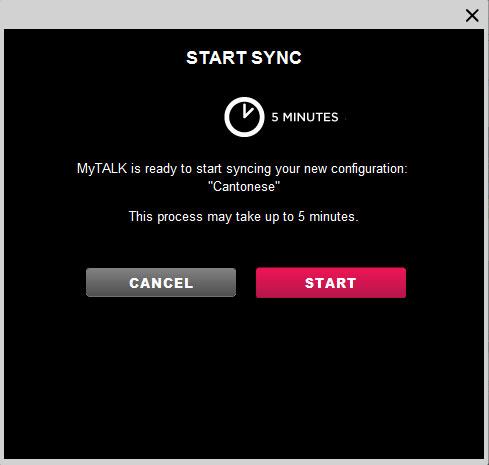 START SYNC
5 MINUTES
MyTALK is ready to start syncing your new configuration:
"Cantonese"
This process may take up to 5 minutes.
CANCEL
START